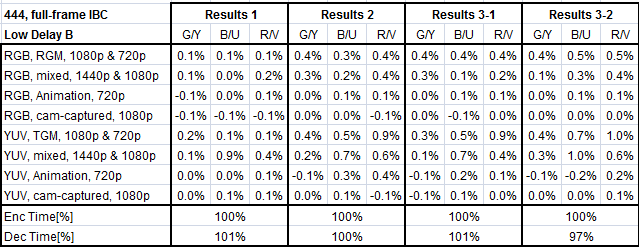 444, full-frame IBC Results 1 Results 2 Results 3-1 Results 3-2
Low Delay B G/Y B/U R/V G/Y B/U R/V G/Y B/U R/V G/Y B/U R/V
RGB, RGM, 1080p & 720p 0.1% 0.1% 0.1% 0.4% 0.3% 0.4% 0.4% 0.4% 0.4% 0.4% 0.5% 0.5%
RGB, mixed, 1440p & 1080p 0.1% 0.0% 0.2% 0.3% 0.2% 0.4% 0.3% 0.1% 0.2% 0.1% 0.3% 0.4%
RGB, Animation, 720p -0.1% 0.0% 0.1% 0.0% 0.1% 0.1% 0.0% 0.0% 0.1% 0.0% 0.1% 0.1%
RGB, cam-captured, 1080p -0.1% -0.1% -0.1% 0.0% 0.0% -0.1% 0.0% -0.1% 0.0% 0.0% 0.0% 0.0%
YUV, TGM, 1080p & 720p 0.2% 0.1% 0.1% 0.4% 0.5% 0.9% 0.3% 0.5% 0.9% 0.4% 0.7% 1.0%
YUV, mixed, 1440p & 1080p 0.1% 0.9% 0.4% 0.2% 0.7% 0.6% 0.1% 0.7% 0.4% 0.3% 1.0% 0.6%
YUV, Animation, 720p 0.0% 0.0% 0.1% -0.1% 0.3% 0.4% -0.1% 0.2% 0.1% -0.1% -0.2% 0.2%
YUV, cam-captured, 1080p 0.0% 0.1% 0.1% 0.0% 0.1% -0.1% -0.1% 0.1% 0.0% 0.0% 0.0% 0.1%
Enc Time[%] 100% 100% 100% 100%
Dec Time[%] 101% 100% 101% 97%